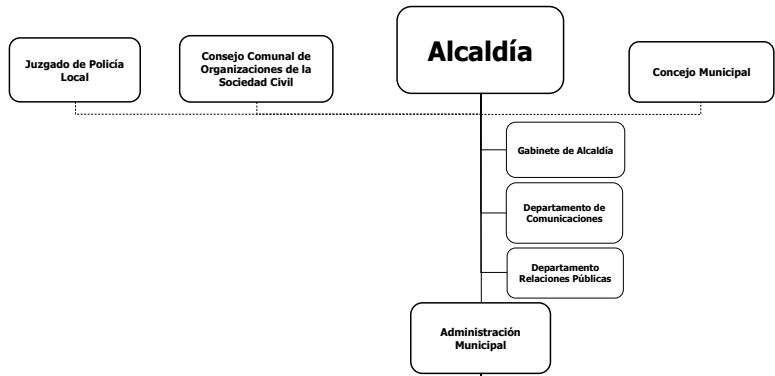 Juzgado de Policía
Local
Consejo Comunal de
Organizaciones de la
Sociedad Civil
Alcaldía
Concejo Municipal
Gabinete de Alcaldía
Departamento de
Comunicaciones
Departamento
Relaciones Públicas
Administración
Municipal